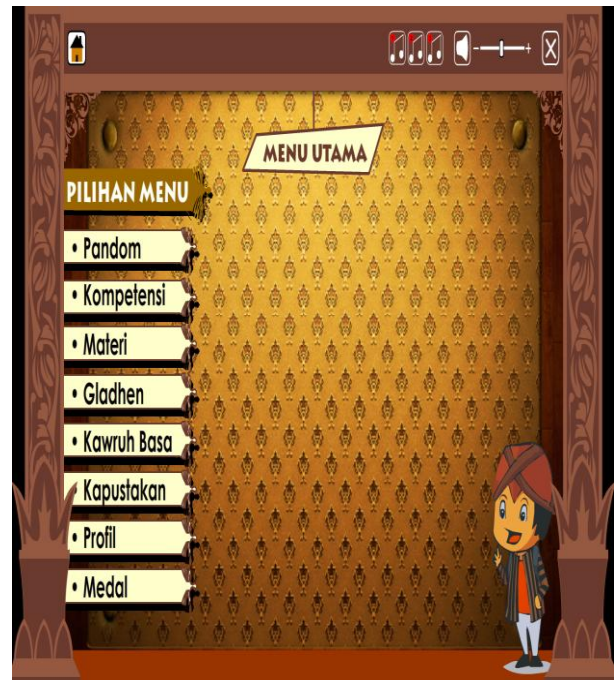 MENU UTAMA
PILIHAN MENU
• Pandom
• Kompetensi
• Materi
• Gladhen
• Kawruh Basa
• Kapustakan
• Profil
• Medal